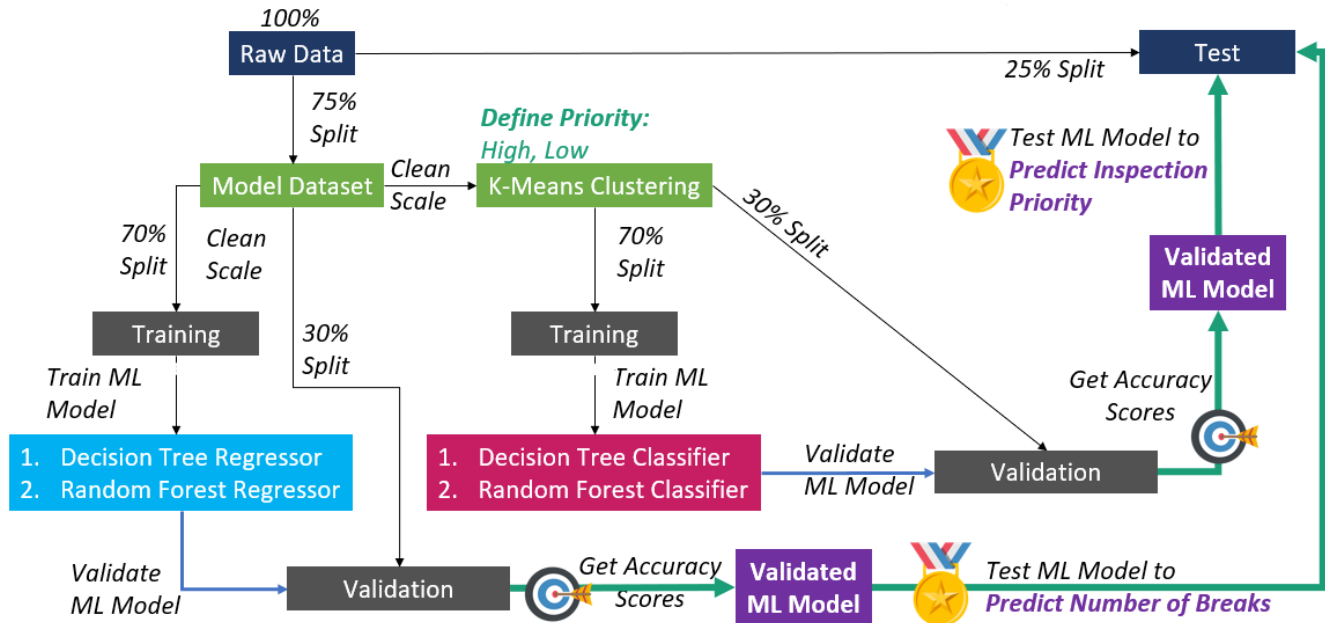 100%
Raw Data
Test
25% Split
75%
Split
Define Priority:
High, Low
Test ML Model to
Predict Inspection
Priority
Model Dataset
Clean
Scale
K-Means Clustering
70%
Split
Clean
Scale
70%
Split
30% Split
Validated
ML Model
Training
30%
Split
Training
Train ML
Model
Train ML
Model
Get Accuracy
Scores
1. Decision Tree Regressor
2. Random Forest Regressor
1. Decision Tree Classifier
2. Random Forest Classifier
Validate
ML Model
Validation
Validate
ML Model
Validation
Get Accuracy
Scores
Validated
ML Model
Test ML Model to
Predict Number of Breaks